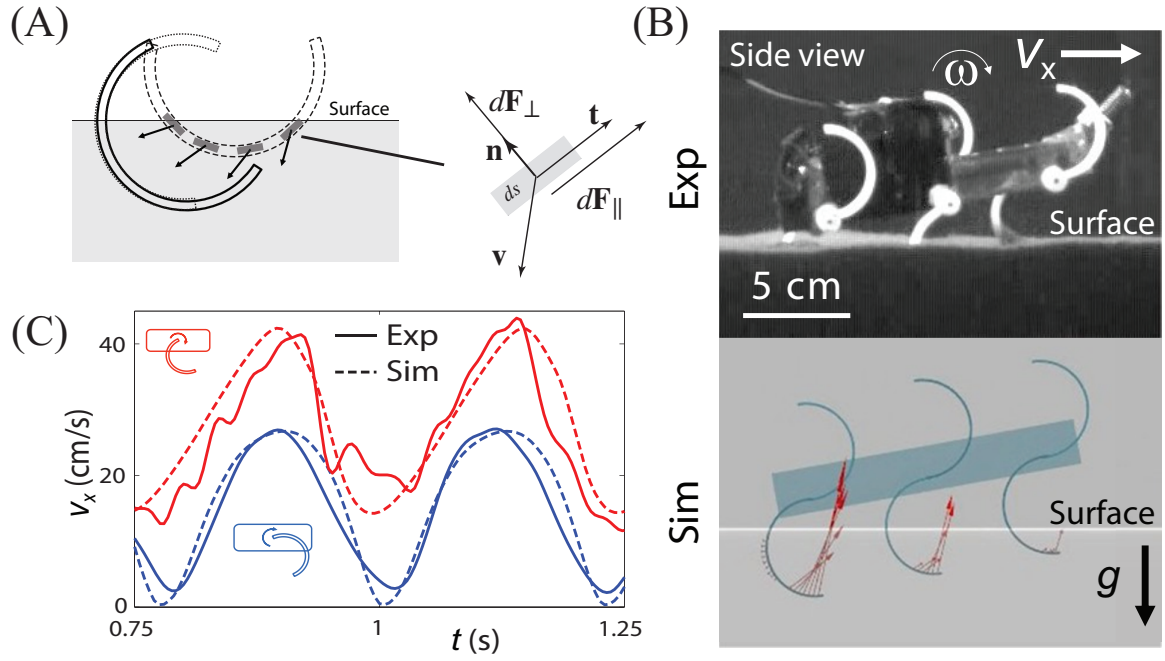 (A)
Surface
dF⊥
t
n
ds
dF∥
v
(B)
Side view
ω
Vx
Exp
Surface
5 cm
Sim
Surface
g
(C)
Exp
Sim
vx (cm/s)
40
20
0
0.75
1
1.25
t (s)